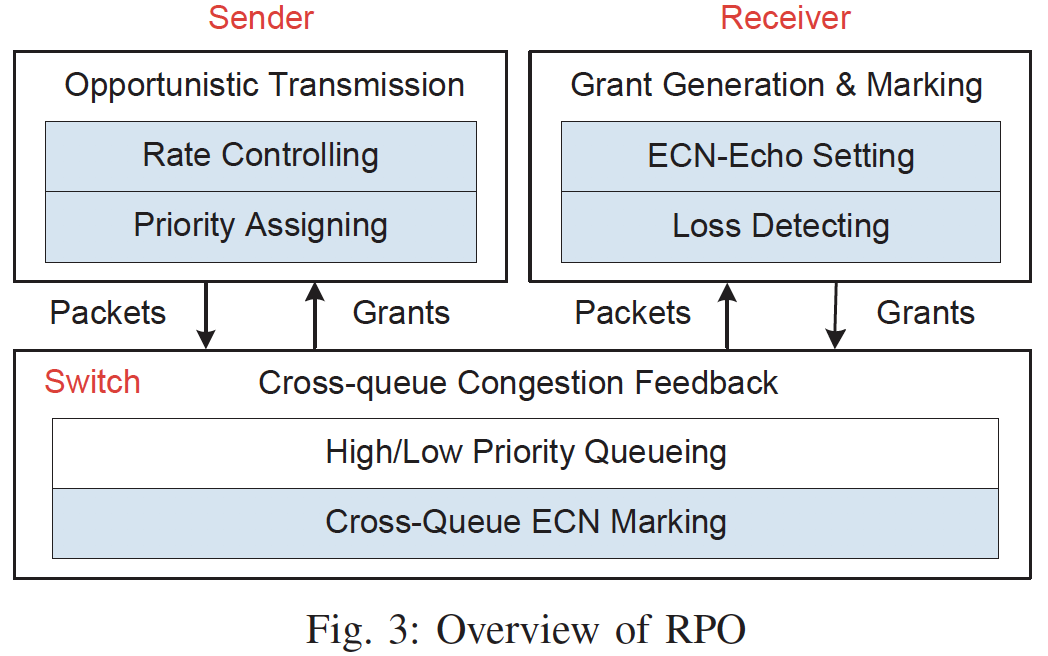 Sender
Receiver
Opportunistic Transmission
Rate Controlling
Priority Assigning
Grant Generation & Marking
ECN-Echo Setting
Loss Detecting
Packets
Grants
Packets
Grants
Switch
Cross-queue Congestion Feedback
High/Low Priority Queueing
Cross-Queue ECN Marking
Fig. 3: Overview of RPO